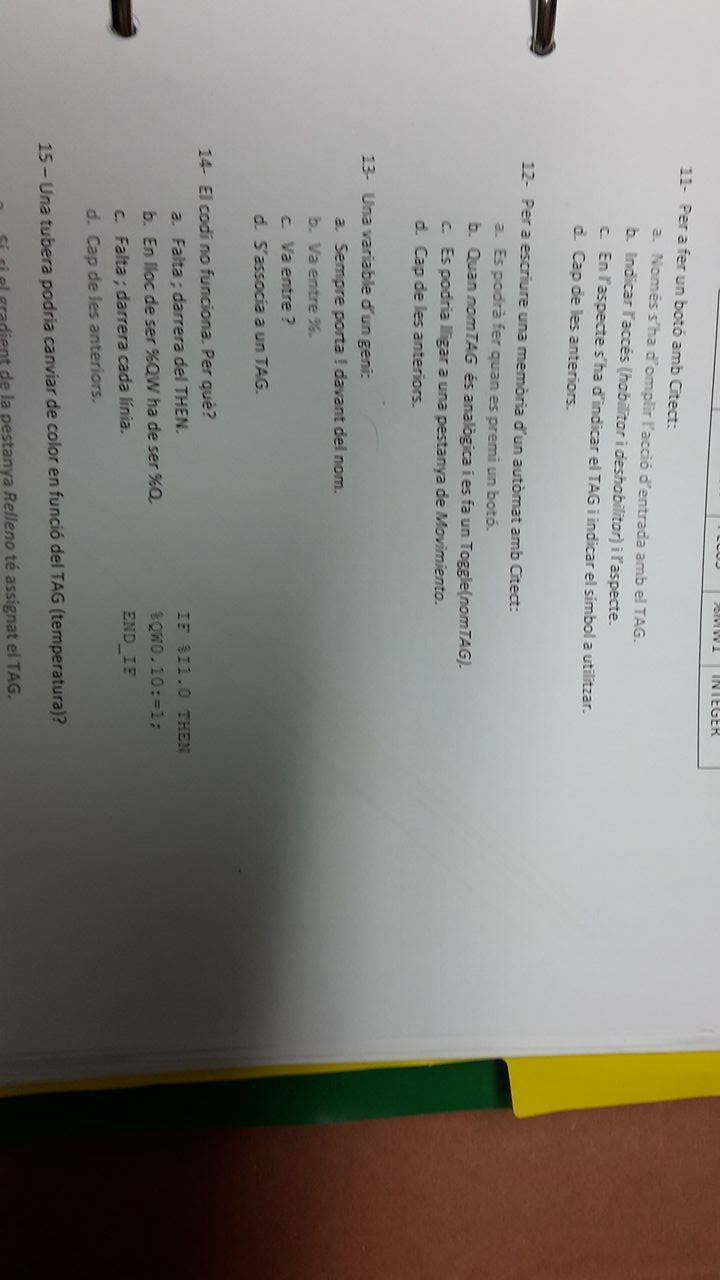 %MW1 INTEGER
11- Per a fer un botó amb Citect:
a. Només s'ha d'omplir l'acció d'entrada amb el TAG.
b. Indicar l'accés (habilitar i deshabilitar) i l'aspecte.
c. En l'aspecte s'ha d'indicar el TAG i indicar el símbol a utilitzar.
d. Cap de les anteriors.
12- Per a escriure una memòria d'un autòmat amb Citect:
a. Es podrà fer quan es premi un botó.
b. Quan nomTAG és analògica i es fa un Toggle(nomTAG).
c. Es podria lligar a una pestanya de Movimiento.
d. Cap de les anteriors.
13- Una variable d'un geni:
a. Sempre porta ! davant del nom.
b. Va entre %.
c. Va entre ?
d. S'associa a un TAG.
14- El codi no funciona. Per què?
a. Falta ; darrera del THEN.
b. En lloc de ser %QW ha de ser %Q.
c. Falta ; darrera cada línia.
d. Cap de les anteriors.
IF %I1.0 THEN
%QW0.10:=1;
END_IF
15 – Una tubera podria canviar de color en funció del TAG (temperatura)?
Sí, si el gradient de la pestanya Relleno té assignat el TAG.